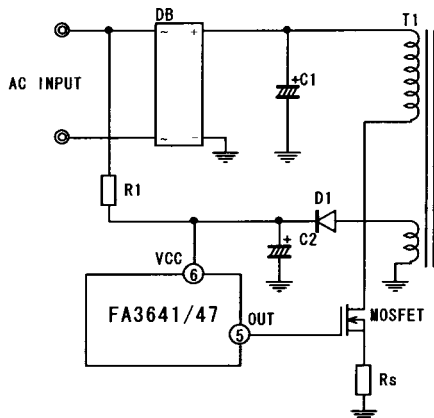 DB
T1
~ +
C1
+
AC INPUT
~ -
R1
D1
+
C2
VCC
6
FA3641/47
OUT
5
MOSFET
Rs